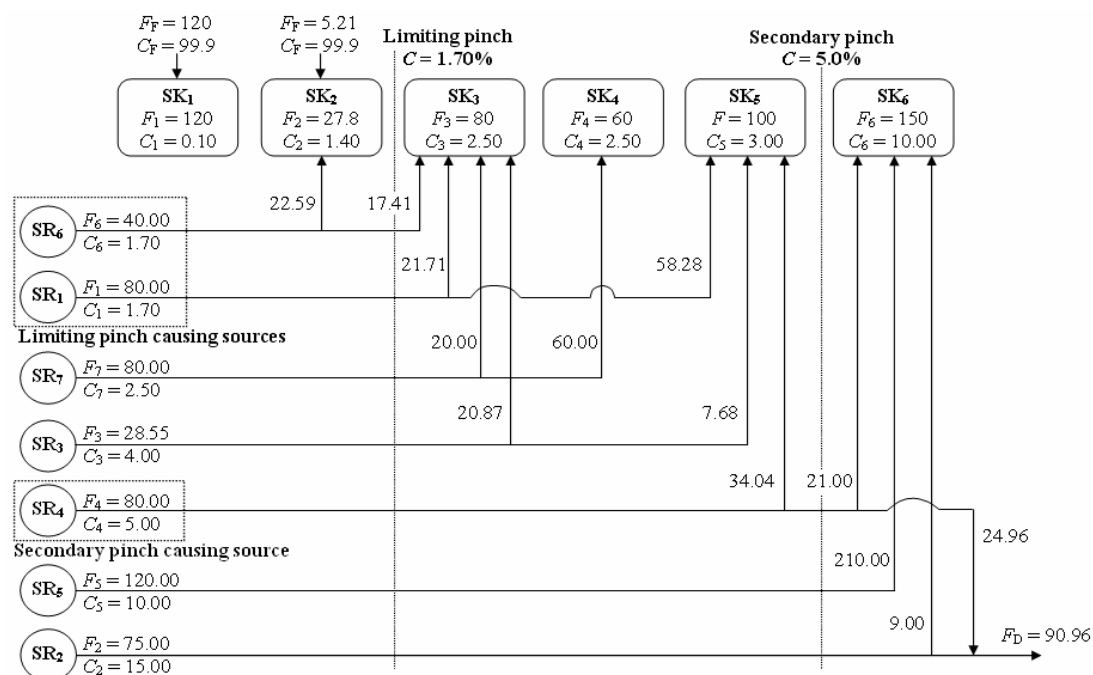 F_F = 120
C_F = 99.9
F_F = 5.21
C_F = 99.9
Limiting pinch
C = 1.70%
Secondary pinch
C = 5.0%
SK₁
F₁ = 120
C₁ = 0.10
SK₂
F₂ = 27.8
C₂ = 1.40
SK₃
F₃ = 80
C₃ = 2.50
SK₄
F₄ = 60
C₄ = 2.50
SK₅
F = 100
C₅ = 3.00
SK₆
F₆ = 150
C₆ = 10.00
22.59
17.41
SR₆
F₆ = 40.00
C₆ = 1.70
21.71
58.28
SR₁
F₁ = 80.00
C₁ = 1.70
Limiting pinch causing sources
20.00
60.00
SR₇
F₇ = 80.00
C₇ = 2.50
20.87
7.68
SR₃
F₃ = 28.55
C₃ = 4.00
34.04
21.00
SR₄
F₄ = 80.00
C₄ = 5.00
24.96
Secondary pinch causing source
210.00
SR₅
F₅ = 120.00
C₅ = 10.00
9.00
F_D = 90.96
SR₂
F₂ = 75.00
C₂ = 15.00